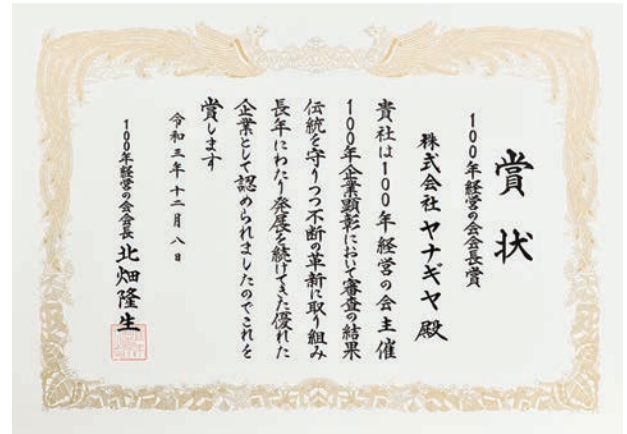 賞状
100年経営の会会長賞
株式会社ヤナギヤ殿
貴社は100年経営の会主催
100年企業顕彰において審査の結果
伝統を守りつつ不断の革新に取り組み
長年にわたり発展を続けてきた優れた
企業として認められましたのでこれを
賞します
令和三年十二月八日
100年経営の会会長 北畑隆生